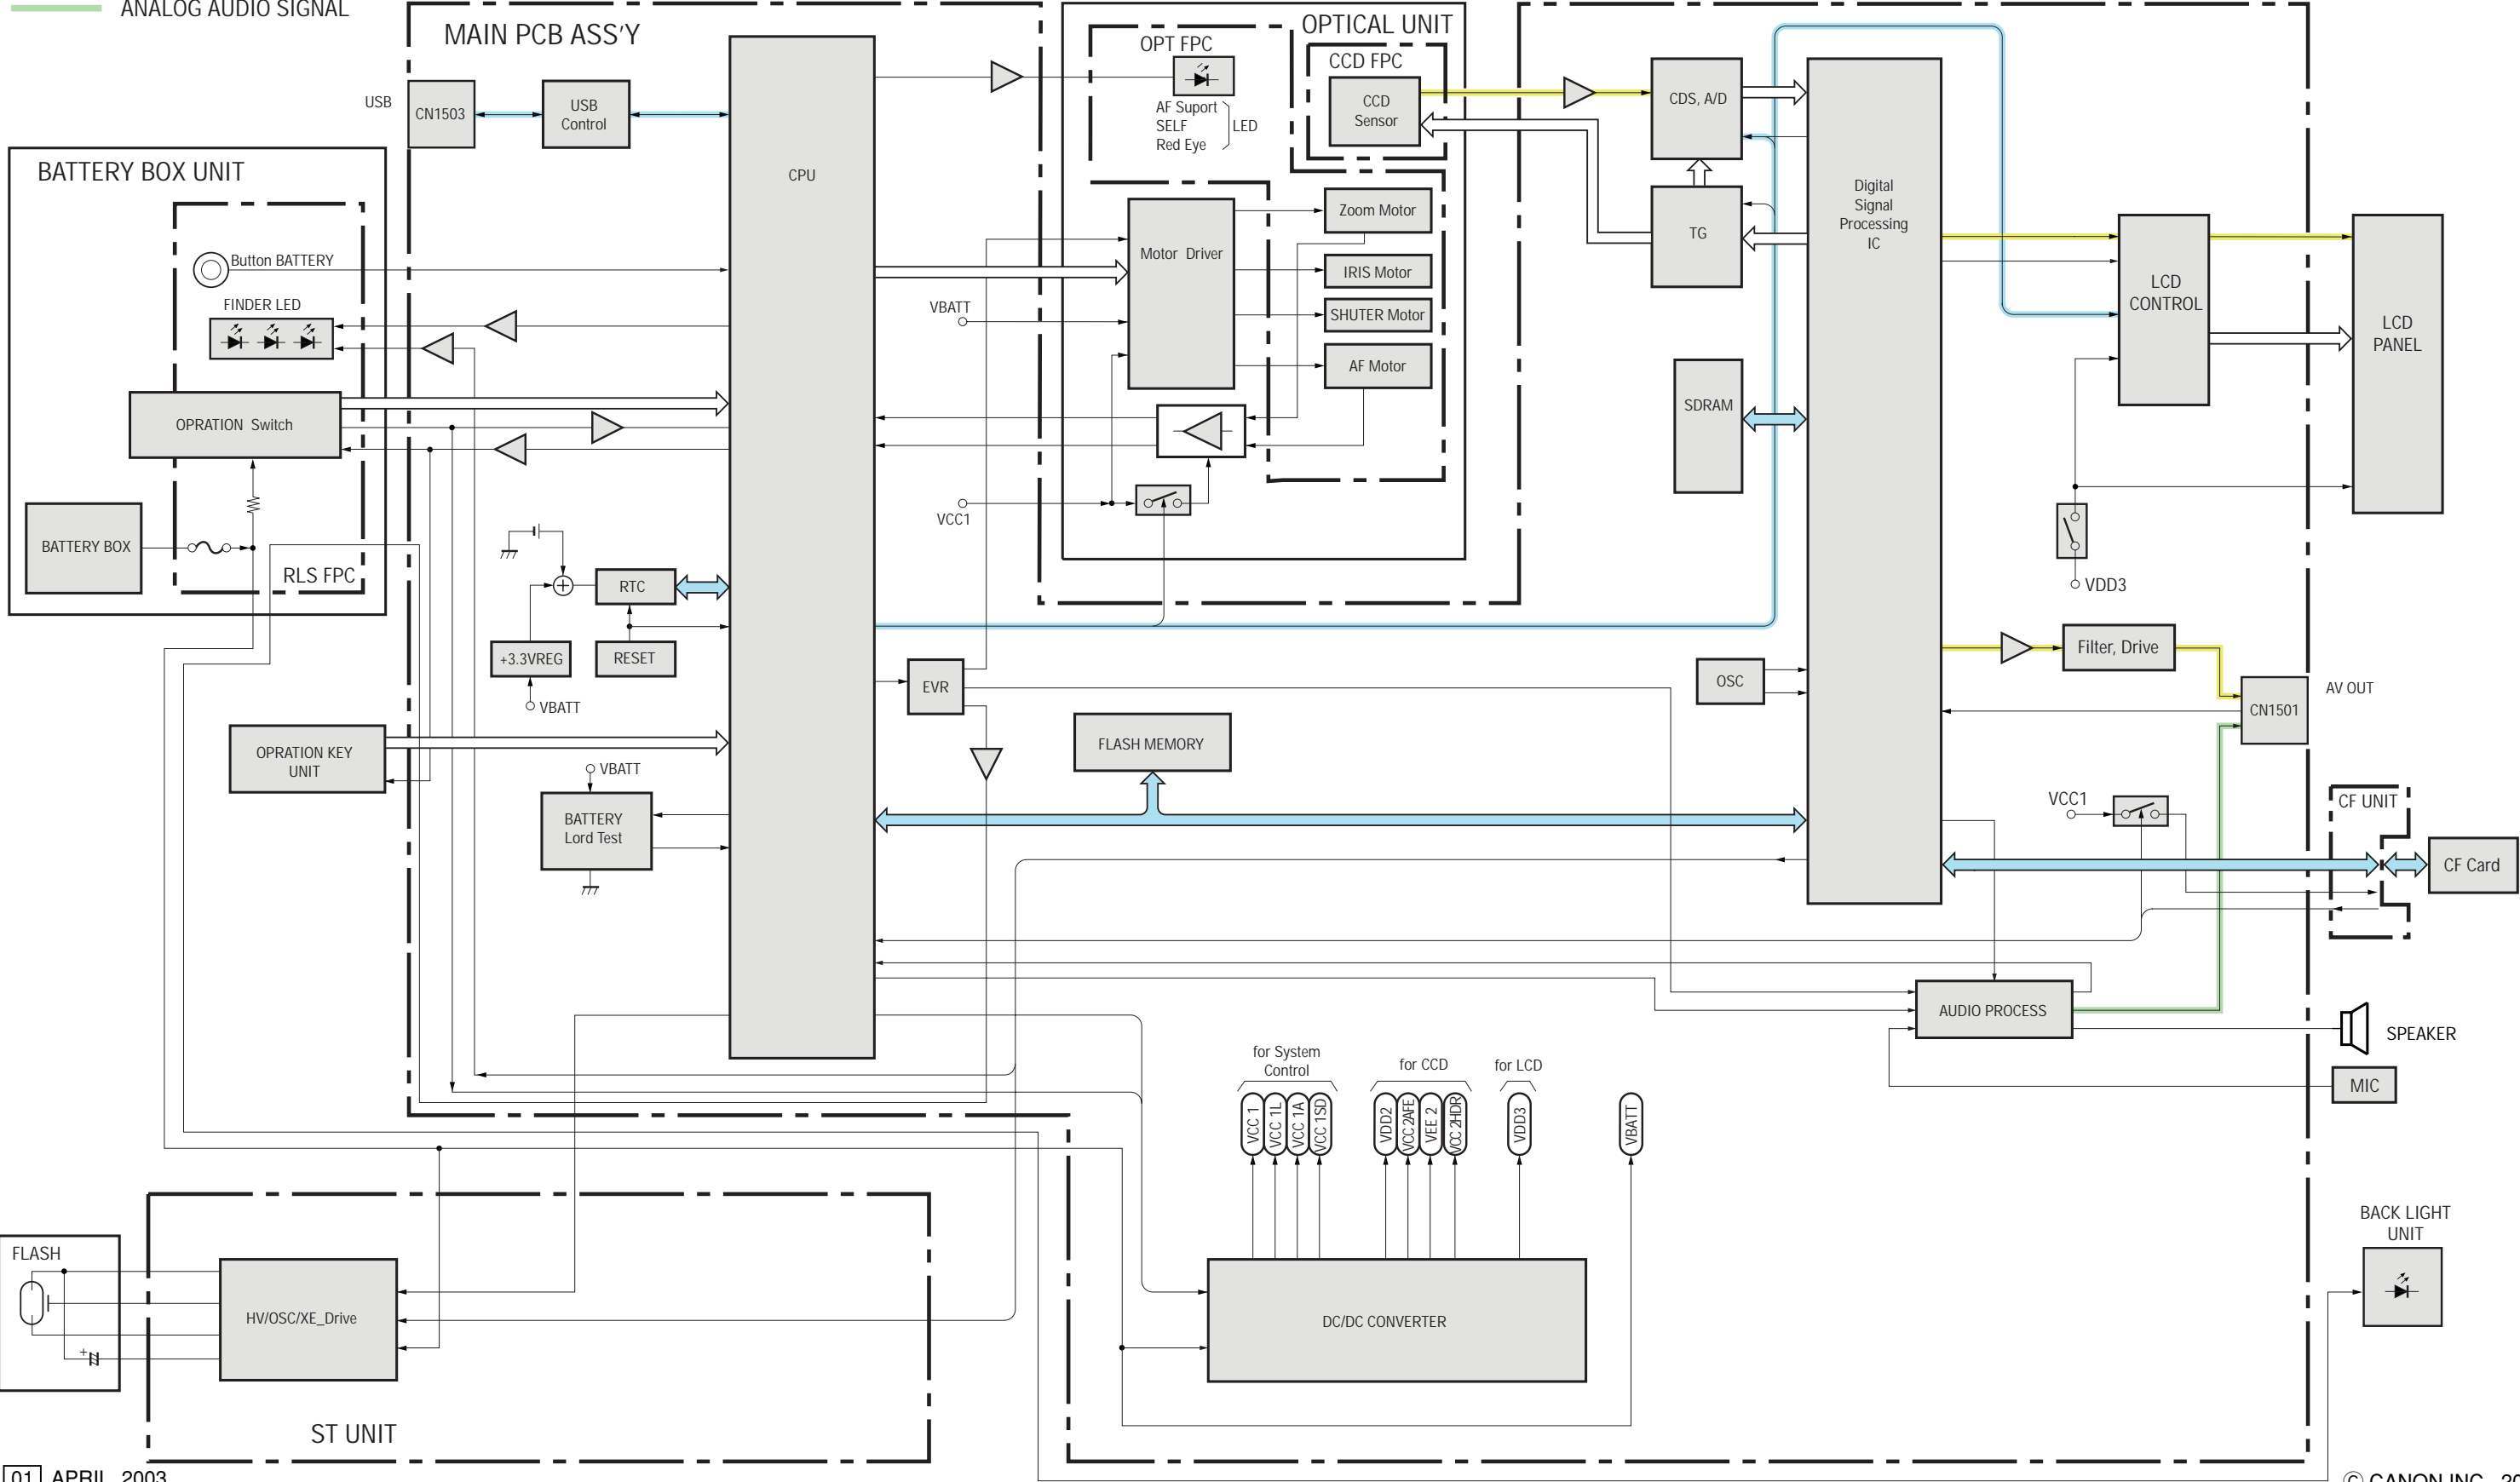 ANALOG AUDIO SIGNAL
MAIN PCB ASS'Y
OPTICAL UNIT
OPT FPC
CCD FPC
USB
CN1503
USB
Control
CPU
AF Suport
SELF
Red Eye
LED
CCD
Sensor
CDS, A/D
TG
Digital
Signal
Processing
IC
BATTERY BOX UNIT
Button BATTERY
FINDER LED
OPRATION Switch
BATTERY BOX
RLS FPC
Motor Driver
Zoom Motor
IRIS Motor
SHUTER Motor
AF Motor
VBATT
VCC1
SDRAM
LCD
CONTROL
LCD
PANEL
VDD3
RTC
+3.3VREG
RESET
VBATT
EVR
OSC
Filter, Drive
CN1501
AV OUT
OPRATION KEY
UNIT
VBATT
BATTERY
Lord Test
FLASH MEMORY
VCC1
CF UNIT
CF Card
AUDIO PROCESS
SPEAKER
MIC
for System
Control
for CCD
for LCD
VCC 1
VCC 1L
VCC 1A
VCC 1SD
VDD2
VCC 2AFE
VEE 2
VCC 2HDR
VDD3
VBATT
BACK LIGHT
UNIT
FLASH
+
HV/OSC/XE_Drive
DC/DC CONVERTER
ST UNIT
01 APRIL 2003
© CANON INC. 20